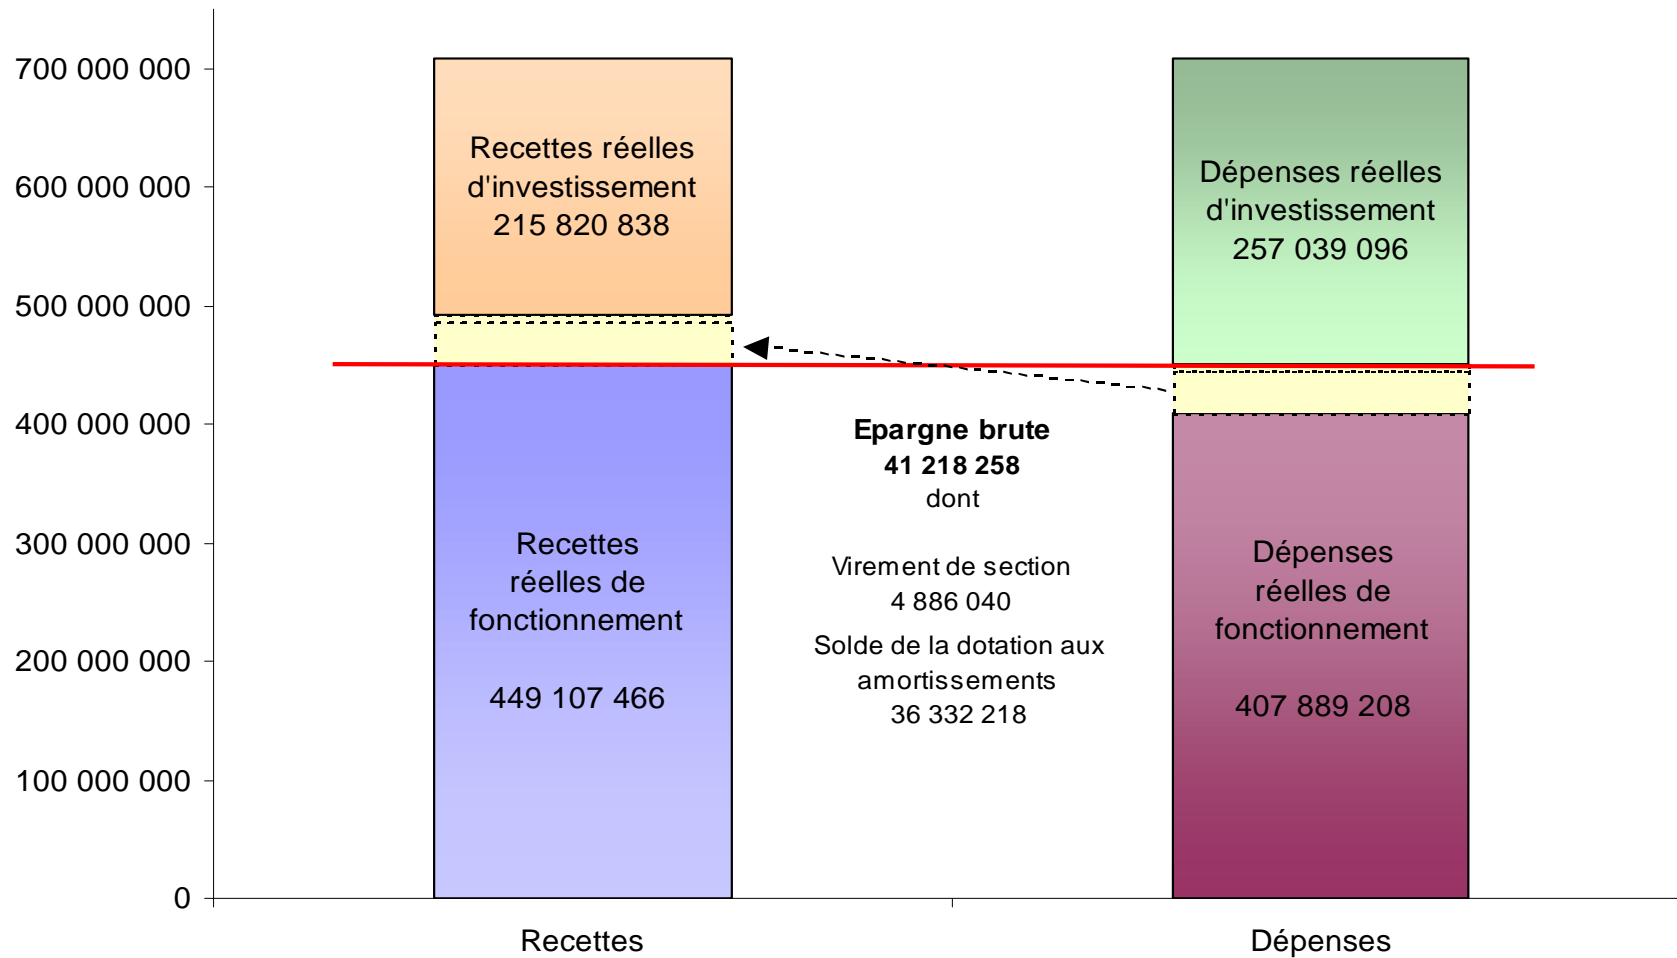 700 000 000
600 000 000
500 000 000
400 000 000
300 000 000
200 000 000
100 000 000
0
Recettes réelles
d'investissement
215 820 838
Recettes
réelles de
fonctionnement
449 107 466
Epargne brute
41 218 258
dont
Virement de section
4 886 040
Solde de la dotation aux
amortissements
36 332 218
Dépenses réelles
d'investissement
257 039 096
Dépenses
réelles de
fonctionnement
407 889 208
Recettes
Dépenses